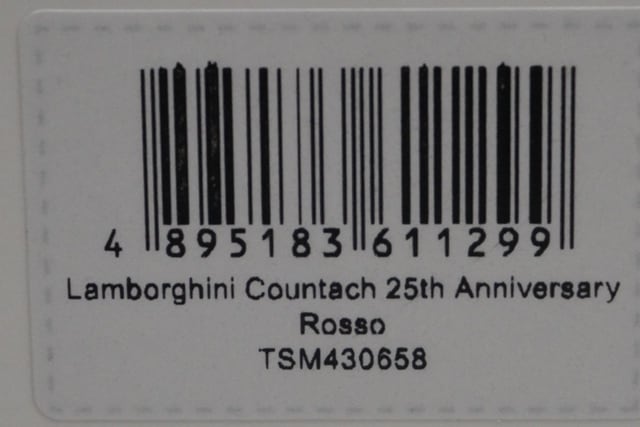 4 895183 611299
Lamborghini Countach 25th Anniversary
Rosso
TSM430658